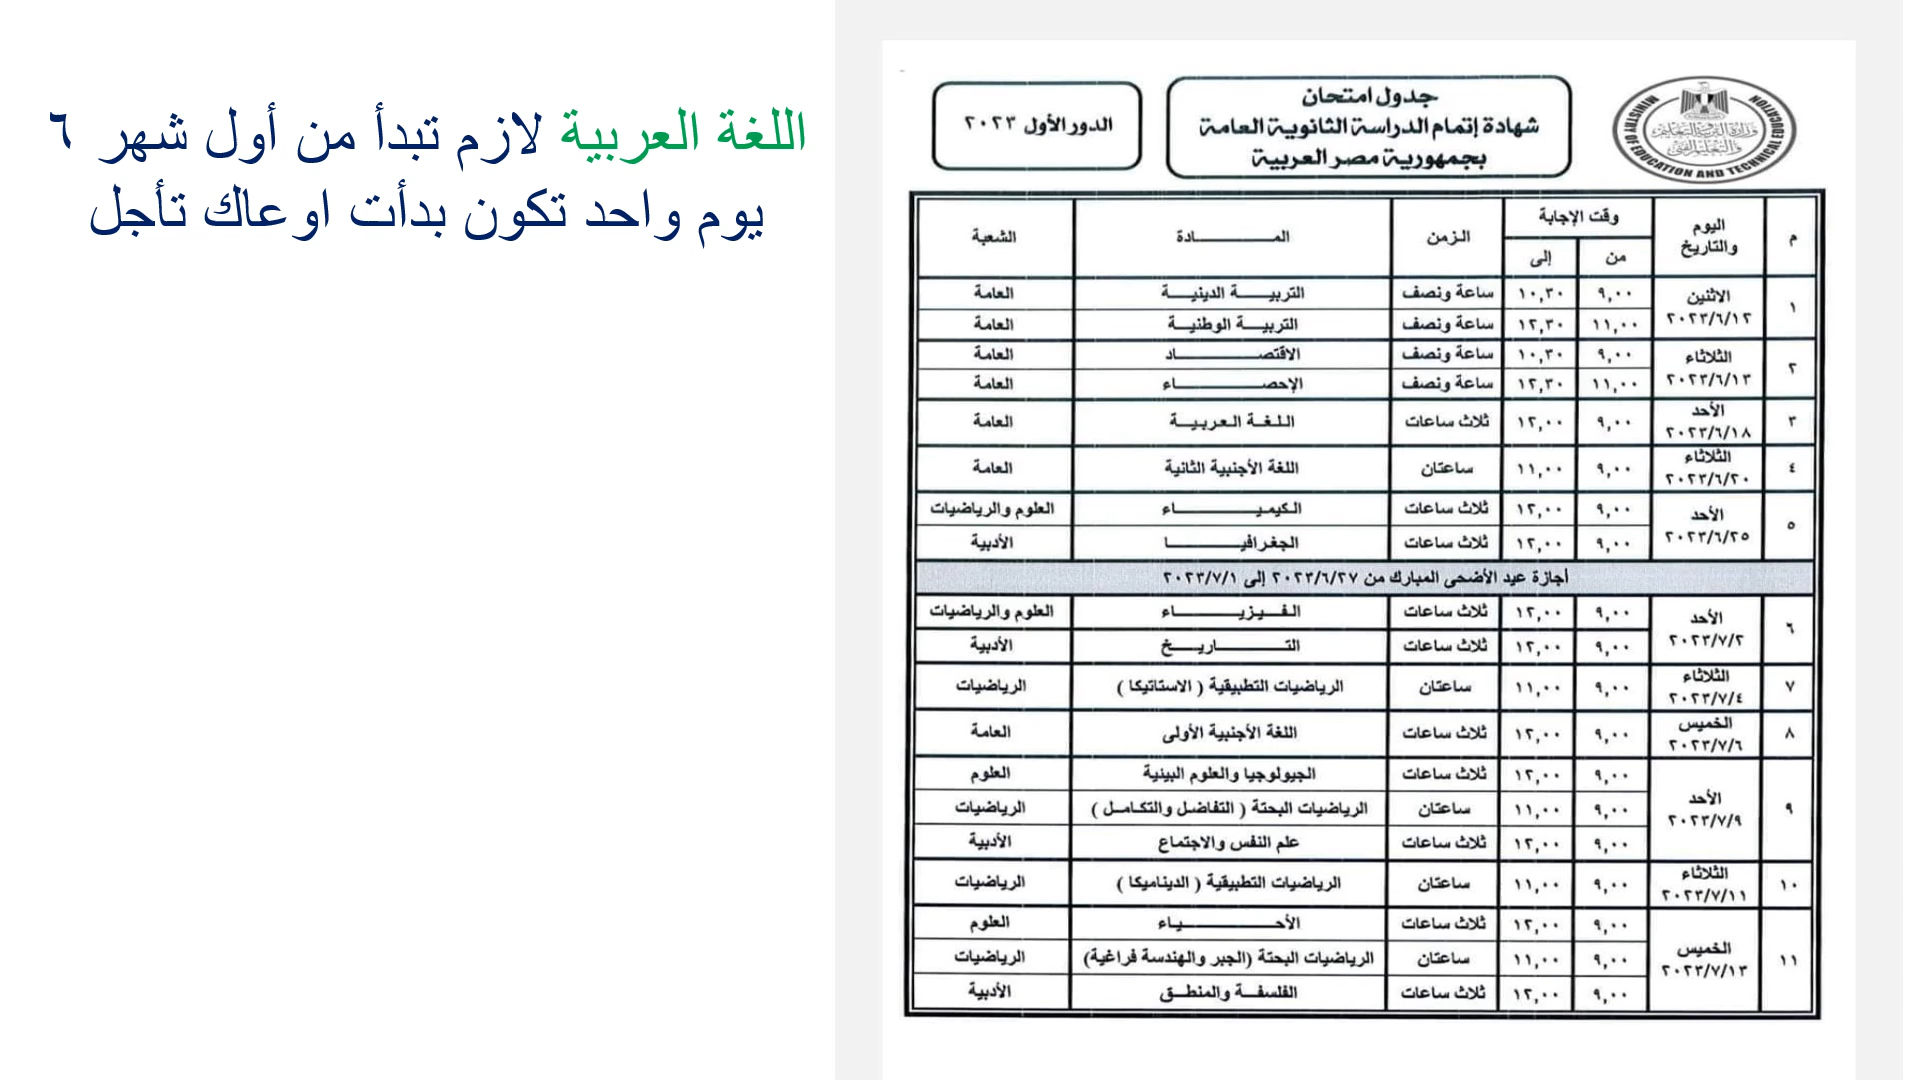 اللغة العربية لازم تبدأ من أول شهر ٦
يوم واحد تكون بدأت اوعاك تأجل
جدول امتحان
شهادة إتمام الدراسة الثانوية العامة
بجمهورية مصر العربية
الدور الأول ٢٠٢٣
وزارة التربية والتعليم
والتعليم الفني
MINISTRY OF EDUCATION AND TECHNICAL EDUCATION
م اليوم والتاريخ وقت الإجابة من إلى الزمن المادة الشعبة
١ الاثنين ٢٠٢٣/٦/١٢ ٩,٠٠ ١٠,٣٠ ساعة ونصف التربية الدينية العامة
١١,٠٠ ١٢,٣٠ ساعة ونصف التربية الوطنية العامة
٢ الثلاثاء ٢٠٢٣/٦/١٣ ٩,٠٠ ١٠,٣٠ ساعة ونصف الاقتصاد العامة
١١,٠٠ ١٢,٣٠ ساعة ونصف الإحصاء العامة
٣ الأحد ٢٠٢٣/٦/١٨ ٩,٠٠ ١٢,٠٠ ثلاث ساعات اللغة العربية العامة
٤ الثلاثاء ٢٠٢٣/٦/٢٠ ٩,٠٠ ١١,٠٠ ساعتان اللغة الأجنبية الثانية العامة
٥ الأحد ٢٠٢٣/٦/٢٥ ٩,٠٠ ١٢,٠٠ ثلاث ساعات الكيمياء العلوم والرياضيات
٩,٠٠ ١٢,٠٠ ثلاث ساعات الجغرافيا الأدبية
أجازة عيد الأضحى المبارك من ٢٠٢٣/٦/٢٧ إلى ٢٠٢٣/٧/١
٦ الأحد ٢٠٢٣/٧/٢ ٩,٠٠ ١٢,٠٠ ثلاث ساعات الفيزياء العلوم والرياضيات
٩,٠٠ ١٢,٠٠ ثلاث ساعات التاريخ الأدبية
٧ الثلاثاء ٢٠٢٣/٧/٤ ٩,٠٠ ١١,٠٠ ساعتان الرياضيات التطبيقية ( الاستاتيكا ) الرياضيات
٨ الخميس ٢٠٢٣/٧/٦ ٩,٠٠ ١٢,٠٠ ثلاث ساعات اللغة الأجنبية الأولى العامة
٩ الأحد ٢٠٢٣/٧/٩ ٩,٠٠ ١٢,٠٠ ثلاث ساعات الجيولوجيا والعلوم البيئية العلوم
٩,٠٠ ١١,٠٠ ساعتان الرياضيات البحتة ( التفاضل والتكامل ) الرياضيات
٩,٠٠ ١٢,٠٠ ثلاث ساعات علم النفس والاجتماع الأدبية
١٠ الثلاثاء ٢٠٢٣/٧/١١ ٩,٠٠ ١١,٠٠ ساعتان الرياضيات التطبيقية ( الديناميكا ) الرياضيات
١١ الخميس ٢٠٢٣/٧/١٣ ٩,٠٠ ١٢,٠٠ ثلاث ساعات الأحياء العلوم
٩,٠٠ ١١,٠٠ ساعتان الرياضيات البحتة (الجبر والهندسة فراغية) الرياضيات
٩,٠٠ ١٢,٠٠ ثلاث ساعات الفلسفة والمنطق الأدبية